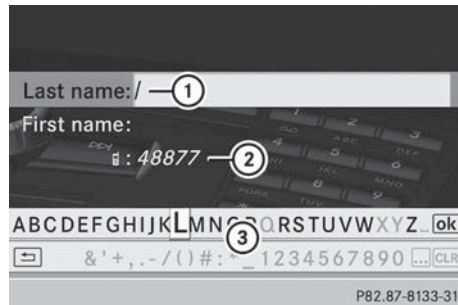 Last name:/ 1
First name:
: 48877 2
ABCDEFGHIJKLMNOPQRSTUVWXYZ_ ok
3
&'+,.-/()#:*_1234567890 ... CLR
P82.87-8133-31